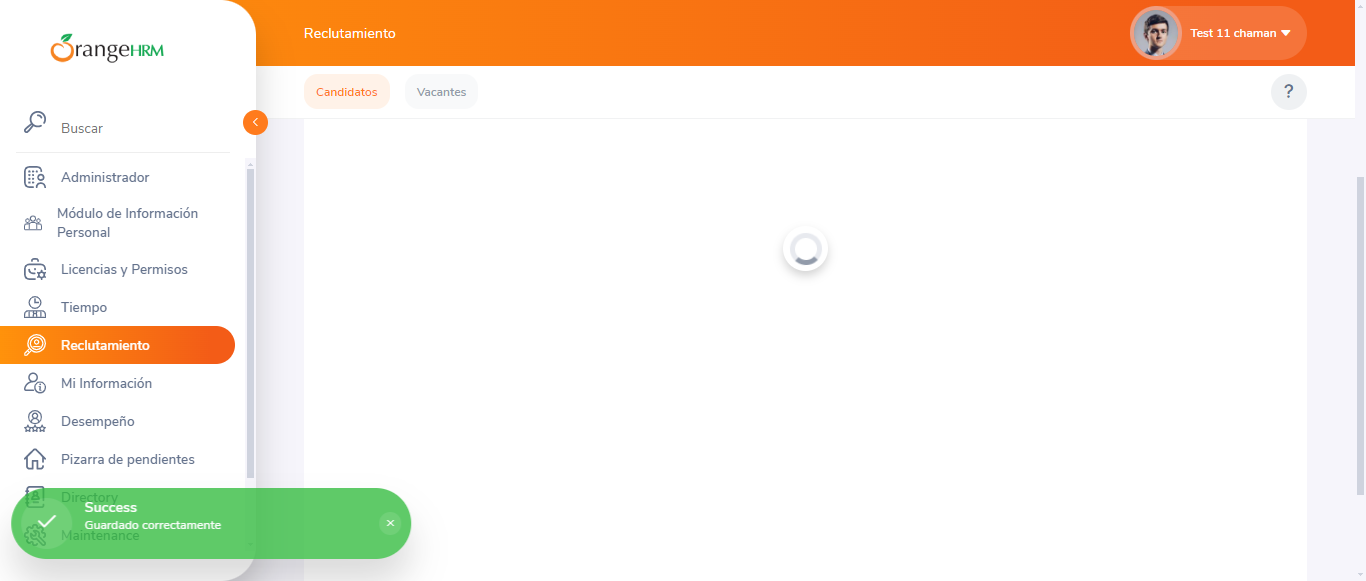 OrangeHRM
Reclutamiento
Test 11 chaman
Candidatos
Vacantes
?
Buscar
Administrador
Módulo de Información
Personal
Licencias y Permisos
Tiempo
Reclutamiento
Mi Información
Desempeño
Pizarra de pendientes
Directory
Success
Guardado correctamente
Maintenance